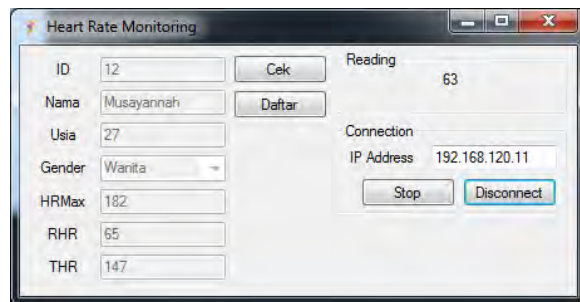 Heart Rate Monitoring
ID 12 Cek
Nama Musayannah Daftar
Usia 27
Gender Wanita
HRMax 182
RHR 65
THR 147
Reading
63
Connection
IP Address 192.168.120.11
Stop Disconnect